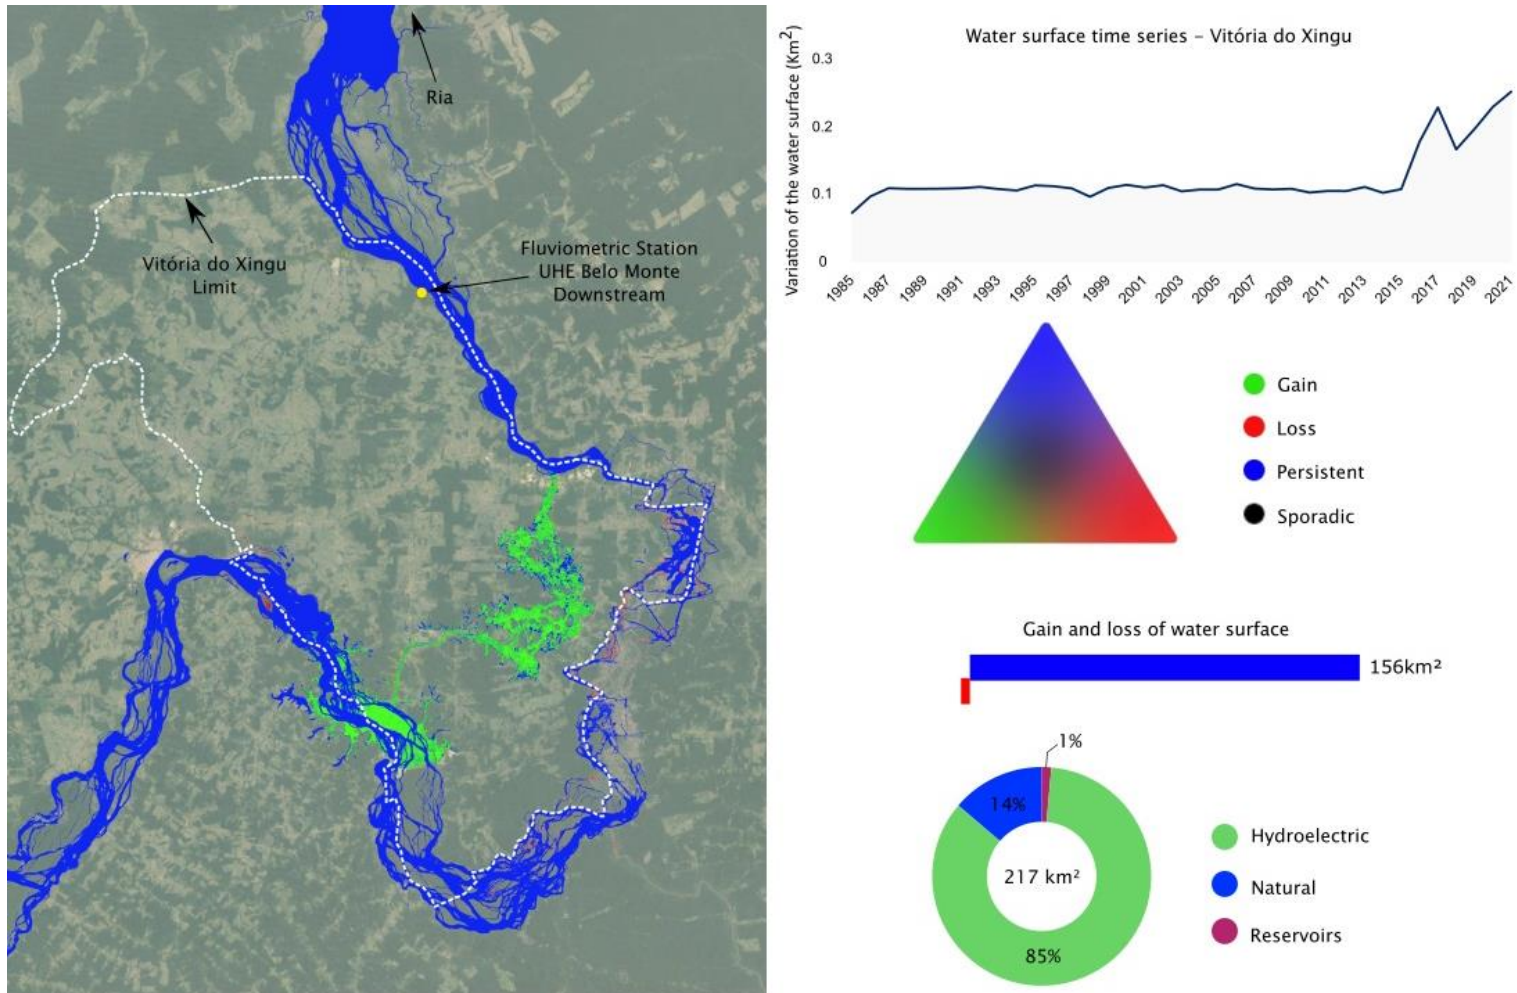 Ria
Vitória do Xingu
Limit
Fluviometric Station
UHE Belo Monte
Downstream
Water surface time series – Vitória do Xingu
Variation of the water surface (Km²)
0.3
0.2
0.1
0
1985 1987 1989 1991 1993 1995 1997 1999 2001 2003 2005 2007 2009 2011 2013 2015 2017 2019 2021
Gain
Loss
Persistent
Sporadic
Gain and loss of water surface
156km²
1%
14%
217 km²
85%
Hydroelectric
Natural
Reservoirs